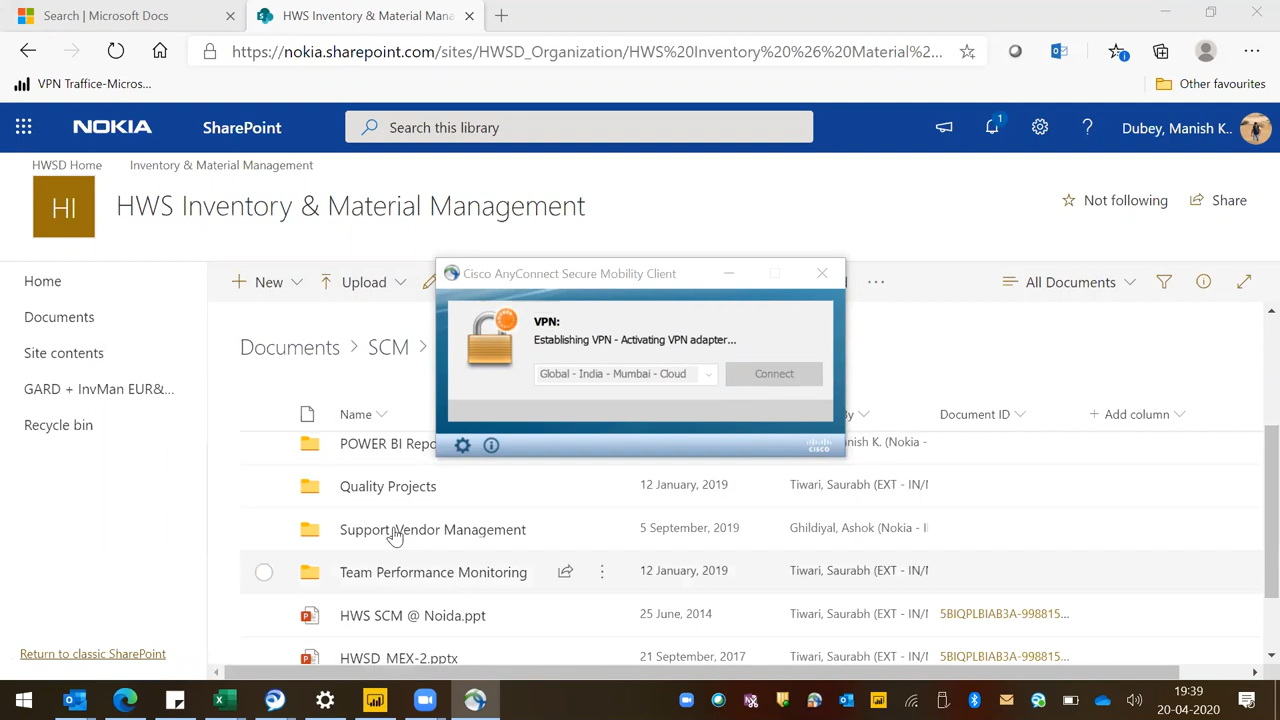 Search | Microsoft Docs
HWS Inventory & Material Mana
https://nokia.sharepoint.com/sites/HWSD_Organization/HWS%20Inventory%20%26%20Material%2...
VPN Traffice-Micros...
Other favourites
NOKIA
SharePoint
Search this library
1
Dubey, Manish K..
HWSD Home
Inventory & Material Management
HI
HWS Inventory & Material Management
Not following
Share
Home
Documents
Site contents
GARD + InvMan EUR&...
Recycle bin
Return to classic SharePoint
New
Upload
All Documents
Documents > SCM >
Cisco AnyConnect Secure Mobility Client
VPN:
Establishing VPN - Activating VPN adapter...
Global - India - Mumbai - Cloud
Connect
CISCO
Name
By
Document ID
Add column
POWER BI Repo
anish K. (Nokia -
Quality Projects
12 January, 2019
Tiwari, Saurabh (EXT - IN/N
Support Vendor Management
5 September, 2019
Ghildiyal, Ashok (Nokia - I
Team Performance Monitoring
12 January, 2019
Tiwari, Saurabh (EXT - IN/N
HWS SCM @ Noida.ppt
25 June, 2014
Tiwari, Saurabh (EXT - IN/N
5BIQPLBIAB3A-998815...
HWSD_MEX-2.pptx
21 September, 2017
Tiwari, Saurabh (EXT - IN/N
5BIQPLBIAB3A-998815...
19:39
20-04-2020